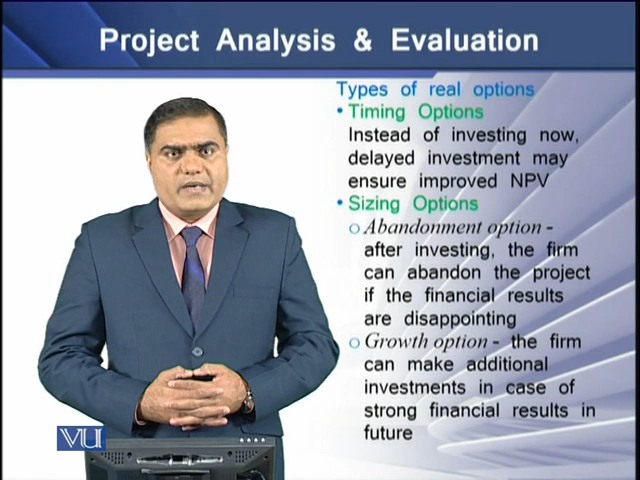 Project Analysis & Evaluation
Types of real options
• Timing Options
Instead of investing now,
delayed investment may
ensure improved NPV
• Sizing Options
o Abandonment option -
after investing, the firm
can abandon the project
if the financial results
are disappointing
o Growth option - the firm
can make additional
investments in case of
strong financial results in
future
VU